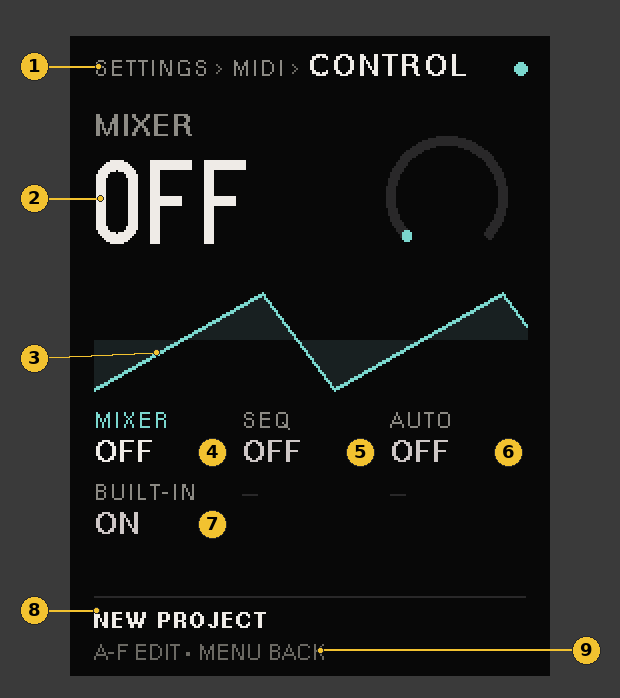 1 SETTINGS › MIDI › CONTROL
MIXER
2 OFF
3
MIXER SEQ AUTO
OFF 4 OFF 5 OFF 6
BUILT-IN — —
ON 7
8 NEW PROJECT
A-F EDIT · MENU BACK 9